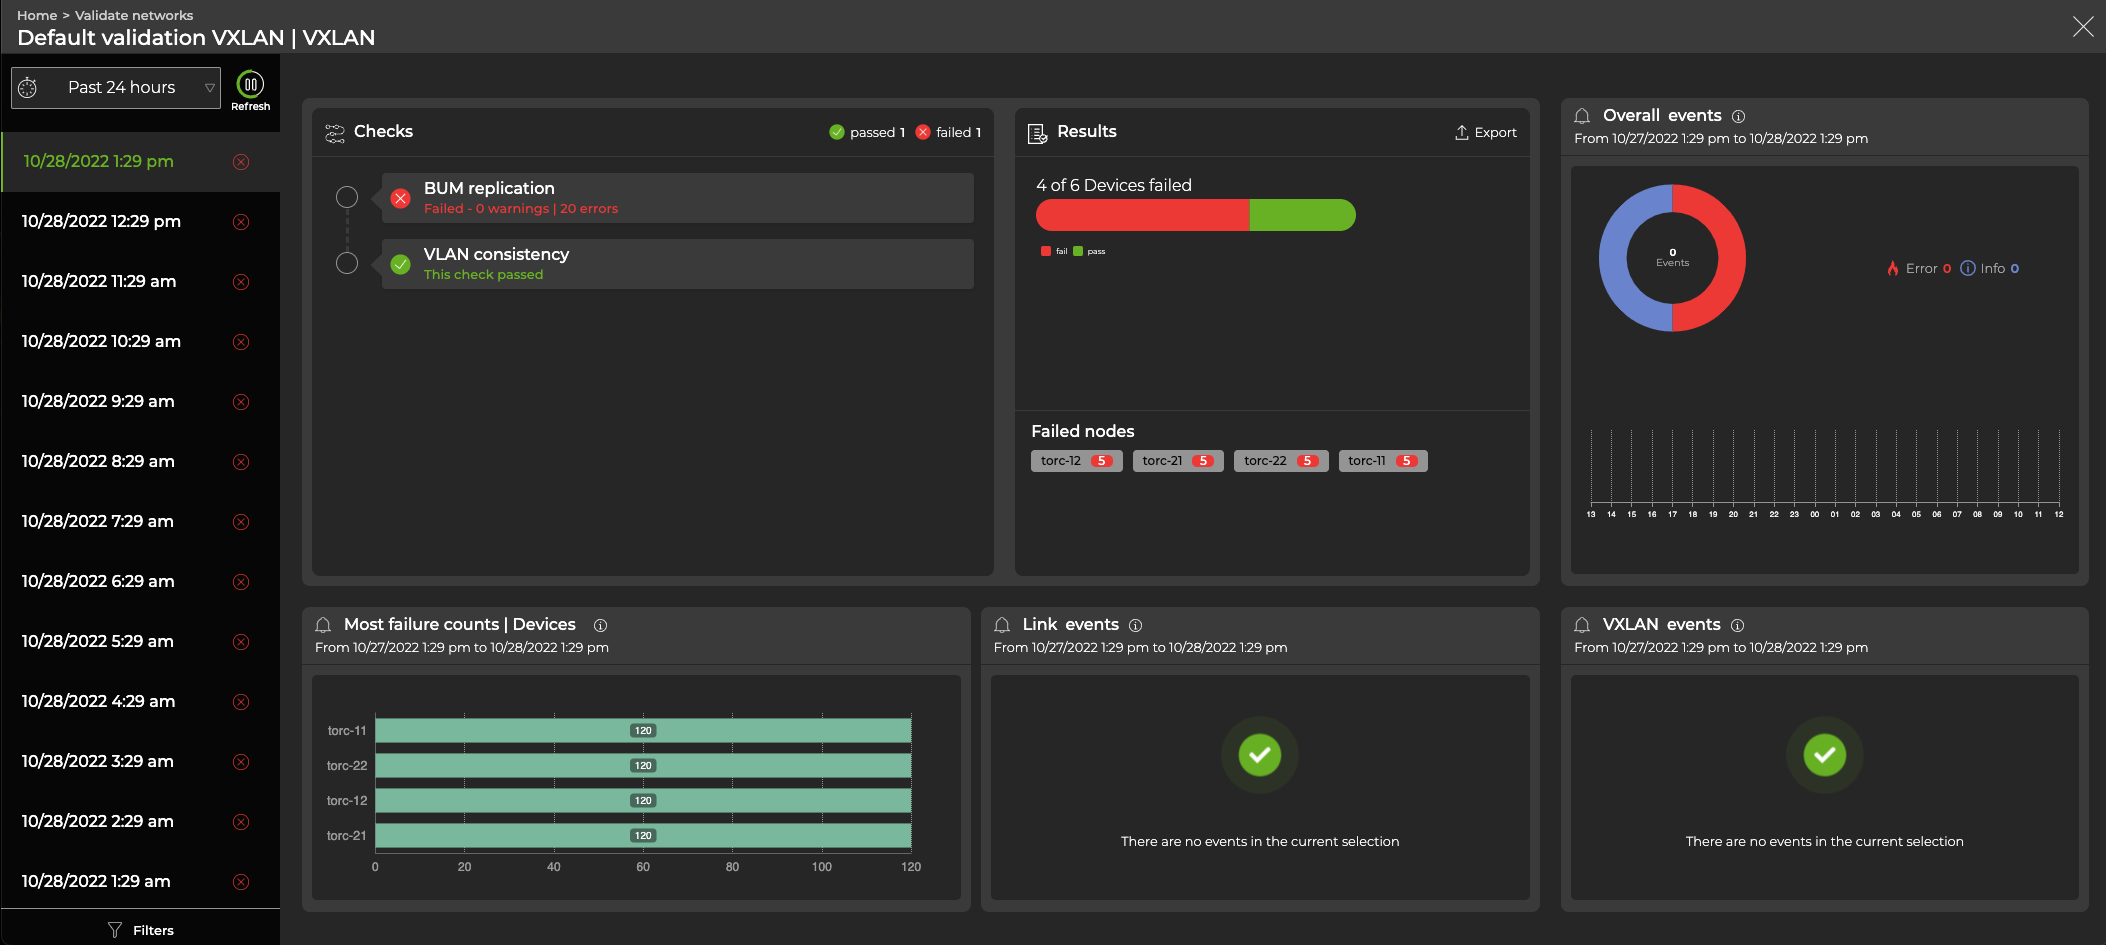 Home > Validate networks
Default validation VXLAN | VXLAN
Past 24 hours
Refresh
10/28/2022 1:29 pm
10/28/2022 12:29 pm
10/28/2022 11:29 am
10/28/2022 10:29 am
10/28/2022 9:29 am
10/28/2022 8:29 am
10/28/2022 7:29 am
10/28/2022 6:29 am
10/28/2022 5:29 am
10/28/2022 4:29 am
10/28/2022 3:29 am
10/28/2022 2:29 am
10/28/2022 1:29 am
Filters
Checks
passed 1 failed 1
BUM replication
Failed - 0 warnings | 20 errors
VLAN consistency
This check passed
Results
Export
4 of 6 Devices failed
fail pass
Failed nodes
torc-12 5 torc-21 5 torc-22 5 torc-11 5
Overall events
From 10/27/2022 1:29 pm to 10/28/2022 1:29 pm
0
Events
Error 0 Info 0
13 14 15 16 17 18 19 20 21 22 23 00 01 02 03 04 05 06 07 08 09 10 11 12
Most failure counts | Devices
From 10/27/2022 1:29 pm to 10/28/2022 1:29 pm
torc-11 120
torc-22 120
torc-12 120
torc-21 120
0 20 40 60 80 100 120
Link events
From 10/27/2022 1:29 pm to 10/28/2022 1:29 pm
There are no events in the current selection
VXLAN events
From 10/27/2022 1:29 pm to 10/28/2022 1:29 pm
There are no events in the current selection